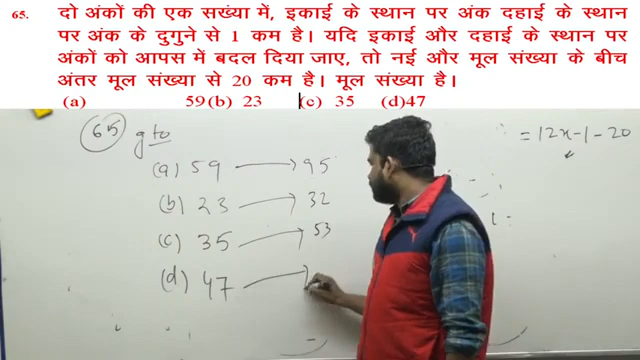 65. दो अंकों की एक सख्ंया में, इकाई के स्थान पर अंक दहाई के स्थान
पर अंक के दुगुने से 1 कम है। यदि इकाई और दहाई के स्थान पर
अंकों को आपस में बदल दिया जाए, तो नई और मूल संख्या के बीच
अंतर मूल संख्या से 20 कम है। मूल संख्या है।
(a) 59 (b) 23 (c) 35 (d) 47
65 g to = 12x-1-20
(a) 59 → 95
(b) 23 → 32
(c) 35 → 53
(d) 47 →